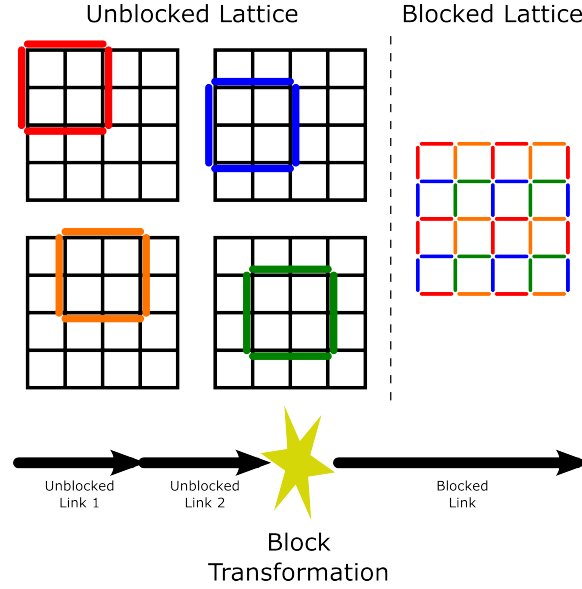 Unblocked Lattice
Blocked Lattice
Unblocked
Link 1
Unblocked
Link 2
Blocked
Link
Block
Transformation